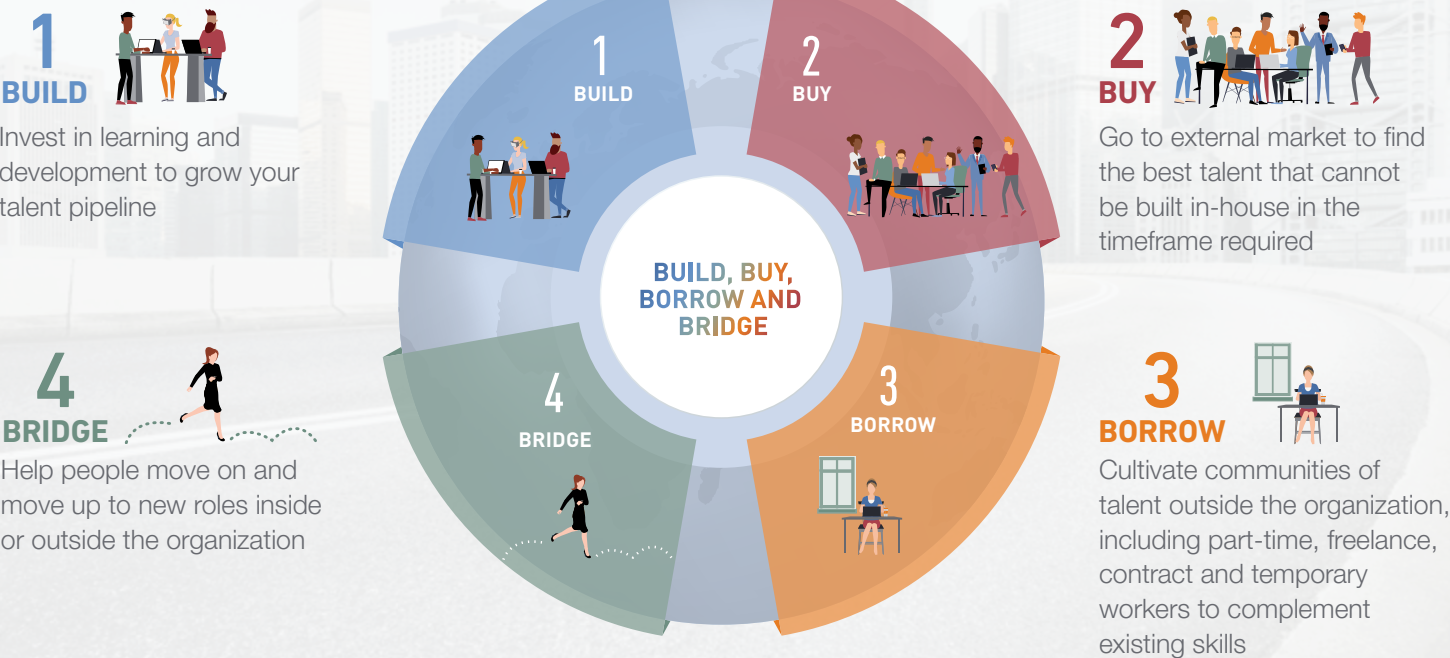 1
BUILD
Invest in learning and
development to grow your
talent pipeline
1
BUILD
2
BUY
2
BUY
Go to external market to find
the best talent that cannot
be built in-house in the
timeframe required
BUILD, BUY,
BORROW AND
BRIDGE
4
BRIDGE
Help people move on and
move up to new roles inside
or outside the organization
4
BRIDGE
3
BORROW
3
BORROW
Cultivate communities of
talent outside the organization,
including part-time, freelance,
contract and temporary
workers to complement
existing skills